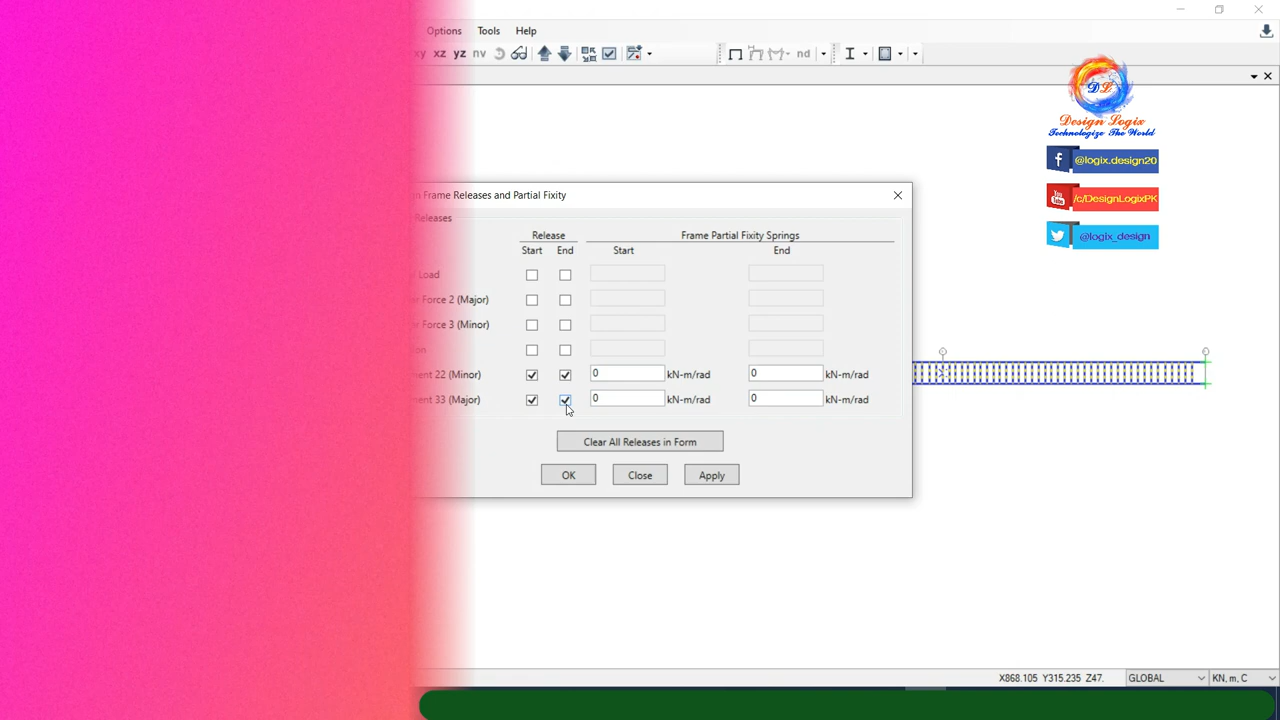 Options Tools Help
xy xz yz nv nd
Design Logix
Technologize The World
@logix.design20
/c/DesignLogixPK
@logix_design
Frame Releases and Partial Fixity
Releases
Release Frame Partial Fixity Springs
Start End Start End
Load
Force 2 (Major)
Force 3 (Minor)
22 (Minor) 0 kN-m/rad 0 kN-m/rad
33 (Major) 0 kN-m/rad 0 kN-m/rad
Clear All Releases in Form
OK Close Apply
X868.105 Y315.235 Z47. GLOBAL KN, m, C